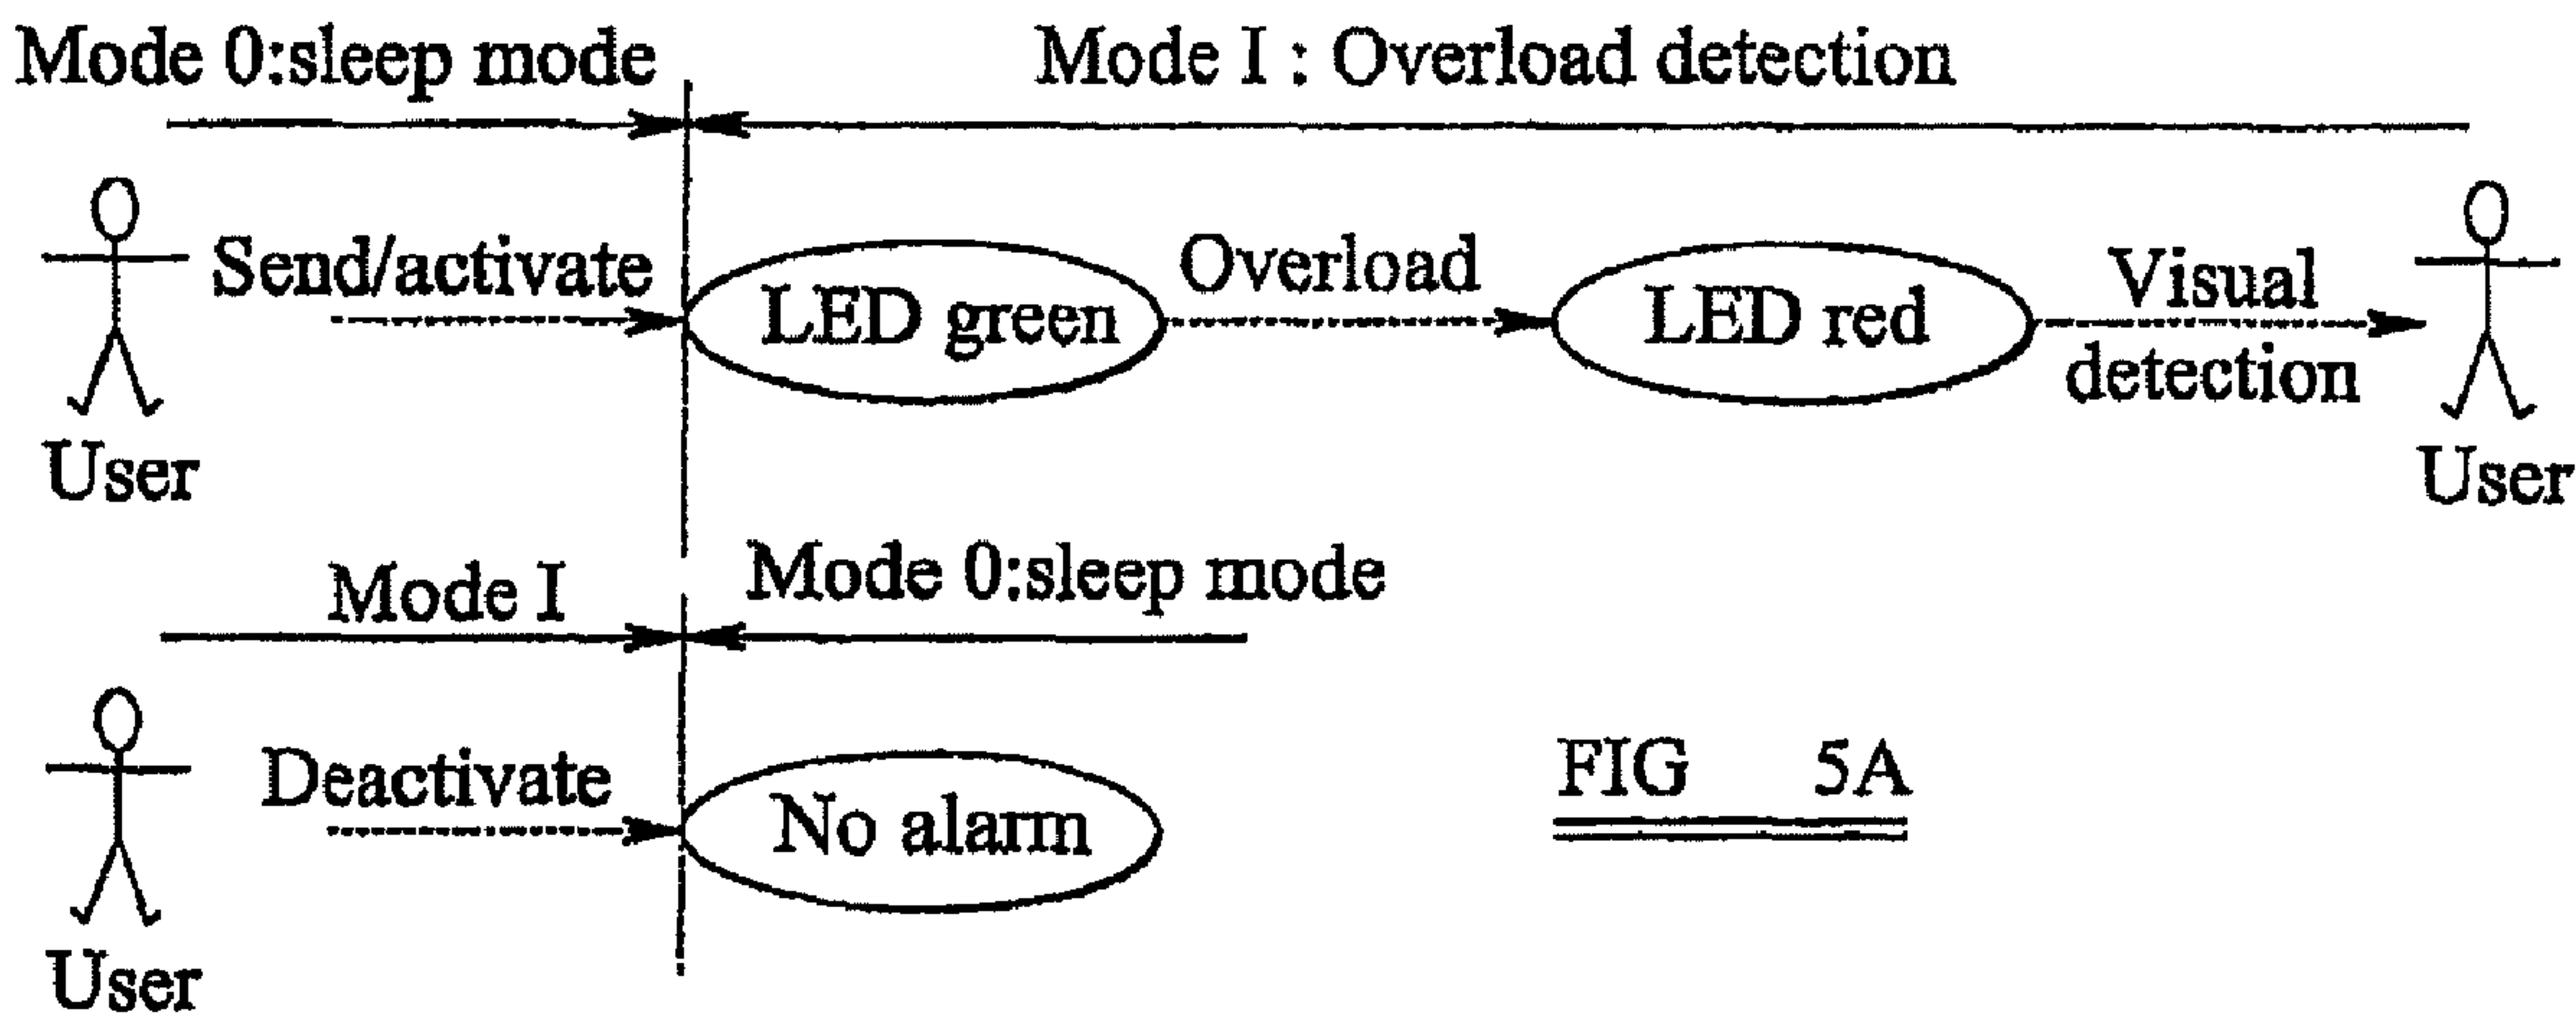 Mode 0:sleep mode
Mode I : Overload detection
Send/activate
LED green
Overload
LED red
Visual
detection
User
User
Mode I
Mode 0:sleep mode
Deactivate
No alarm
User
FIG 5A